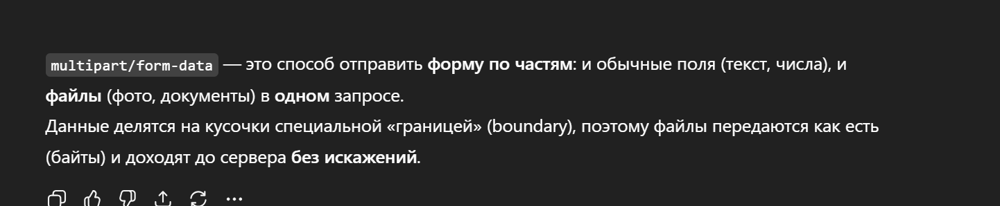 multipart/form-data — это способ отправить форму по частям: и обычные поля (текст, числа), и
файлы (фото, документы) в одном запросе.
Данные делятся на кусочки специальной «границей» (boundary), поэтому файлы передаются как есть
(байты) и доходят до сервера без искажений.